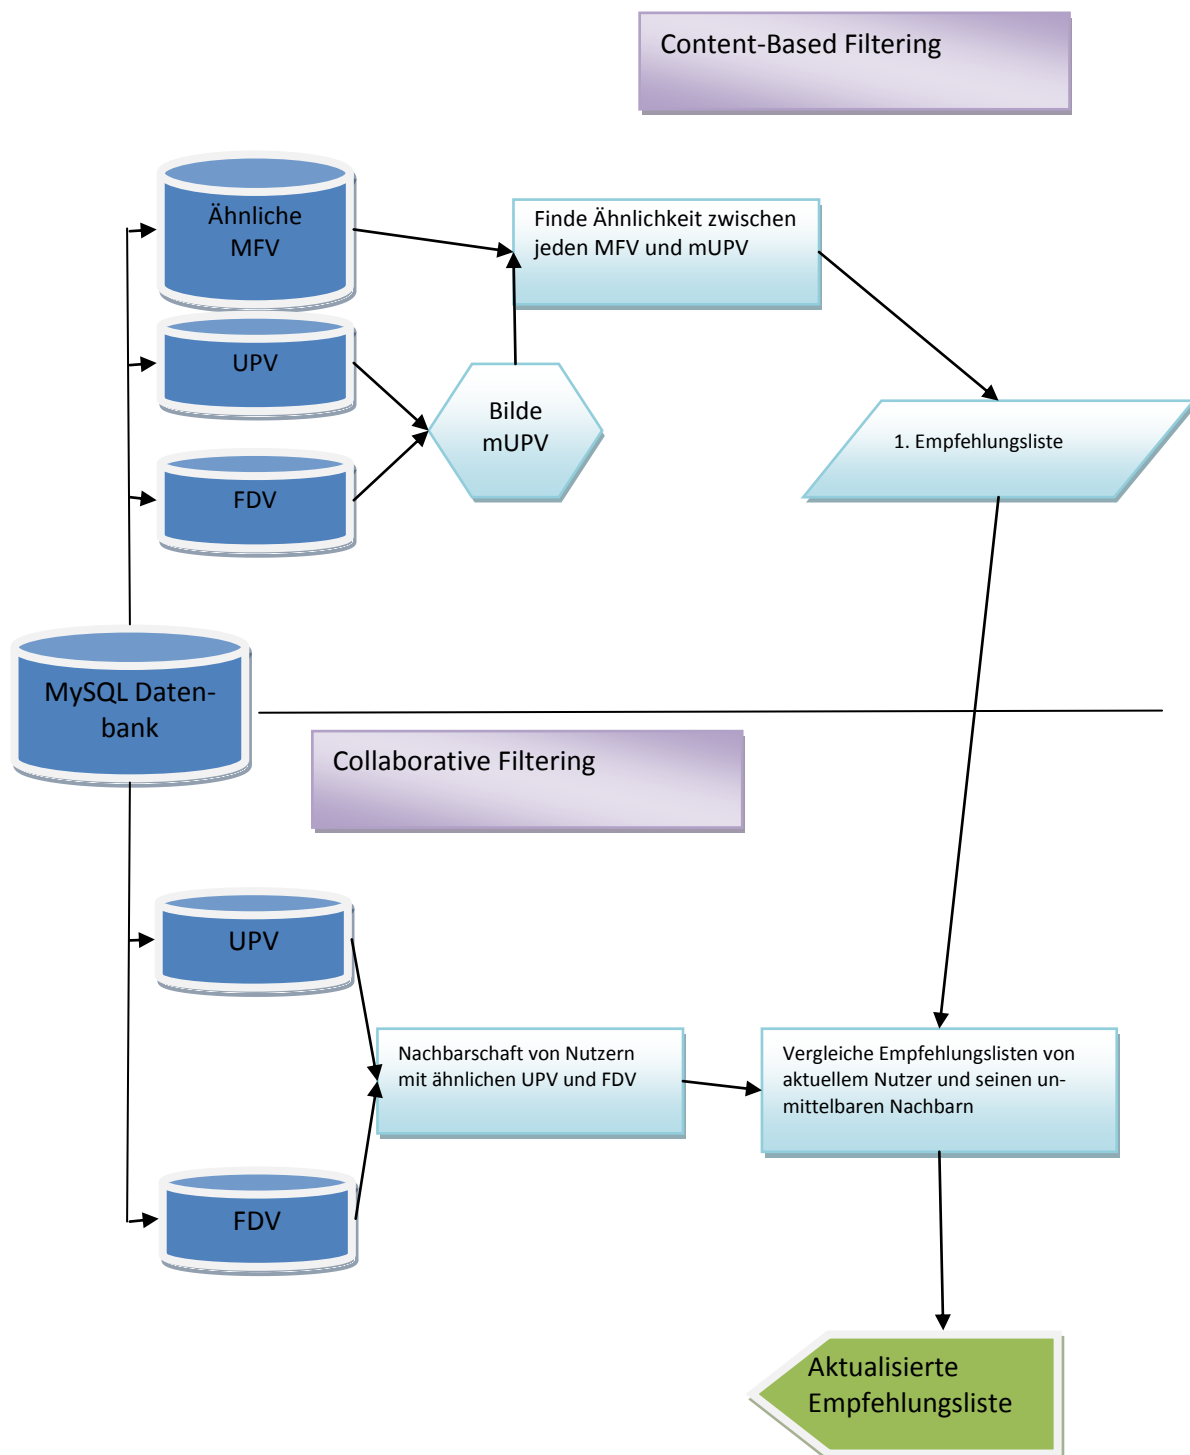 Content-Based Filtering
Ähnliche
MFV
Finde Ähnlichkeit zwischen
jeden MFV und mUPV
UPV
Bilde
mUPV
1. Empfehlungsliste
FDV
MySQL Daten-
bank
Collaborative Filtering
UPV
Nachbarschaft von Nutzern
mit ähnlichen UPV und FDV
Vergleiche Empfehlungslisten von
aktuellem Nutzer und seinen un-
mittelbaren Nachbarn
FDV
Aktualisierte
Empfehlungsliste